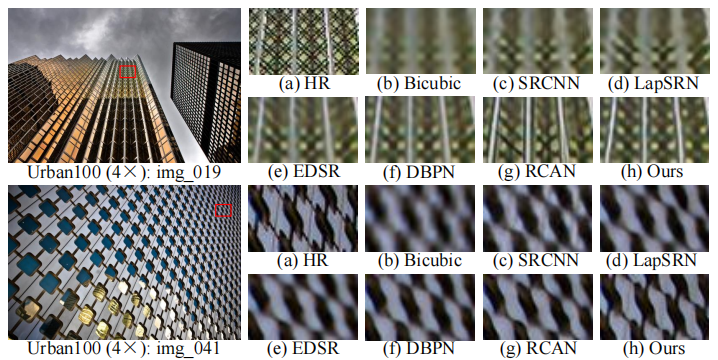 (a) HR (b) Bicubic (c) SRCNN (d) LapSRN
(e) EDSR (f) DBPN (g) RCAN (h) Ours
Urban100 (4×): img_019
(a) HR (b) Bicubic (c) SRCNN (d) LapSRN
(e) EDSR (f) DBPN (g) RCAN (h) Ours
Urban100 (4×): img_041